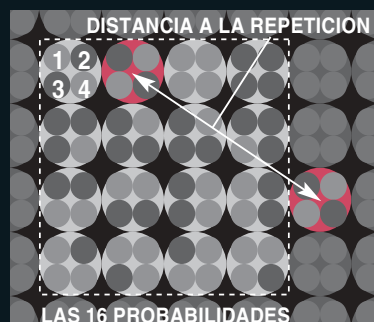 DISTANCIA A LA REPETICION
1 2
3 4
LAS 16 PROBABILIDADES